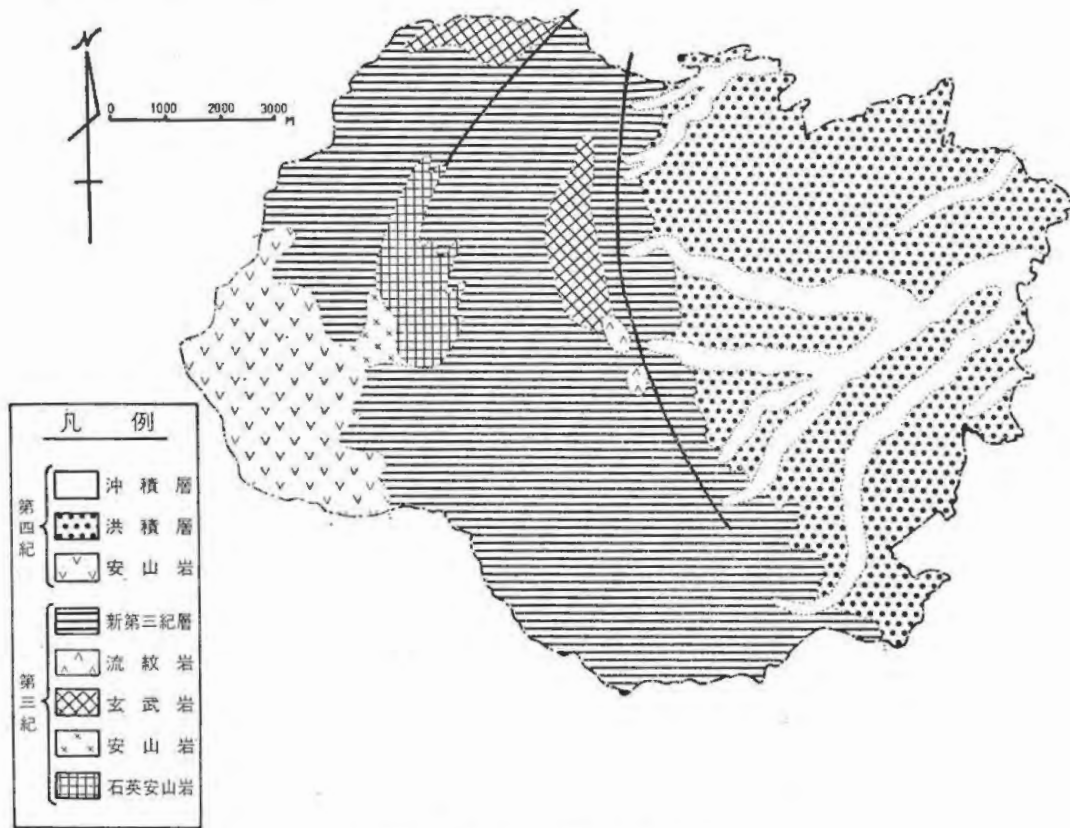 N
0 1000 2000 3000
M
凡 例
第四紀
沖 積 層
洪 積 層
安 山 岩
第三紀
新第三紀層
流 紋 岩
玄 武 岩
安 山 岩
石英安山岩